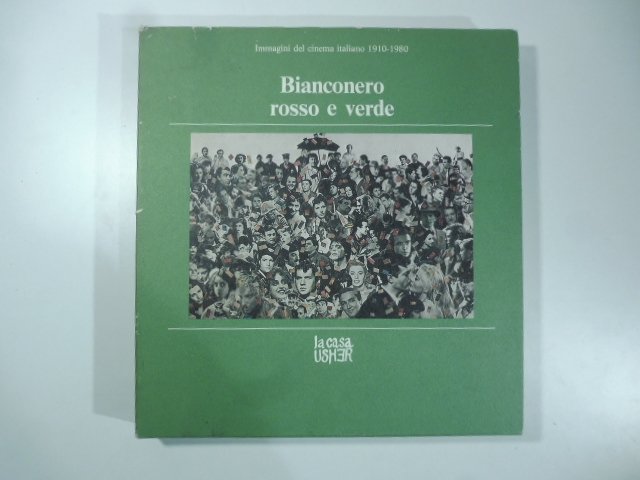 Immagini del cinema italiano 1910-1980
Bianconero
rosso e verde
la casa
USHER